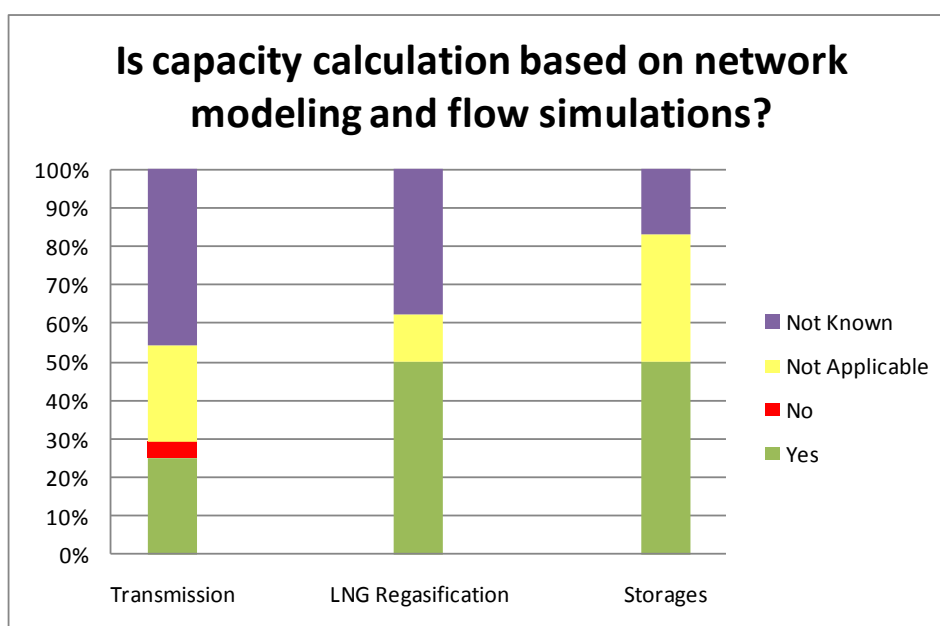 Is capacity calculation based on network
modeling and flow simulations?
100%
90%
80%
70%
60%
50%
40%
30%
20%
10%
0%
Transmission
LNG Regasification
Storages
Not Known
Not Applicable
No
Yes